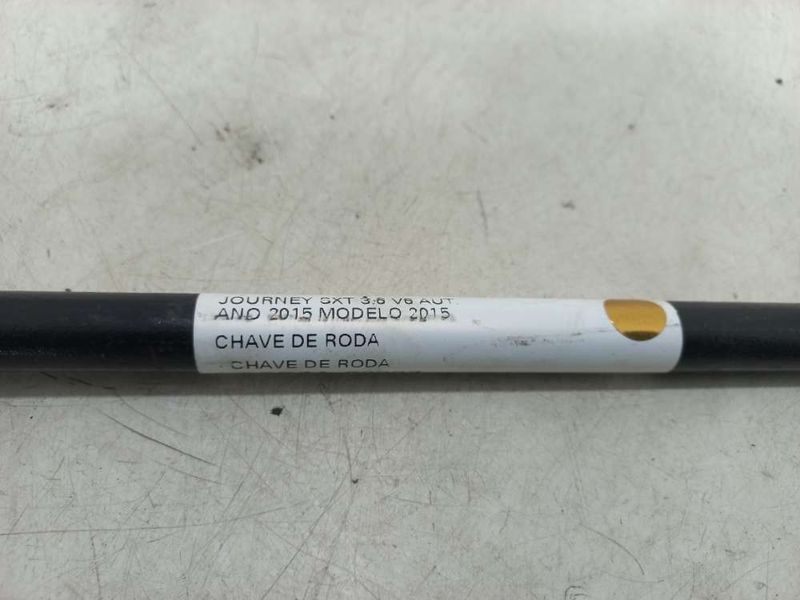 JOURNEY SXT 3.6 V6 AUT.
ANO 2015 MODELO 2015
CHAVE DE RODA
CHAVE DE RODA